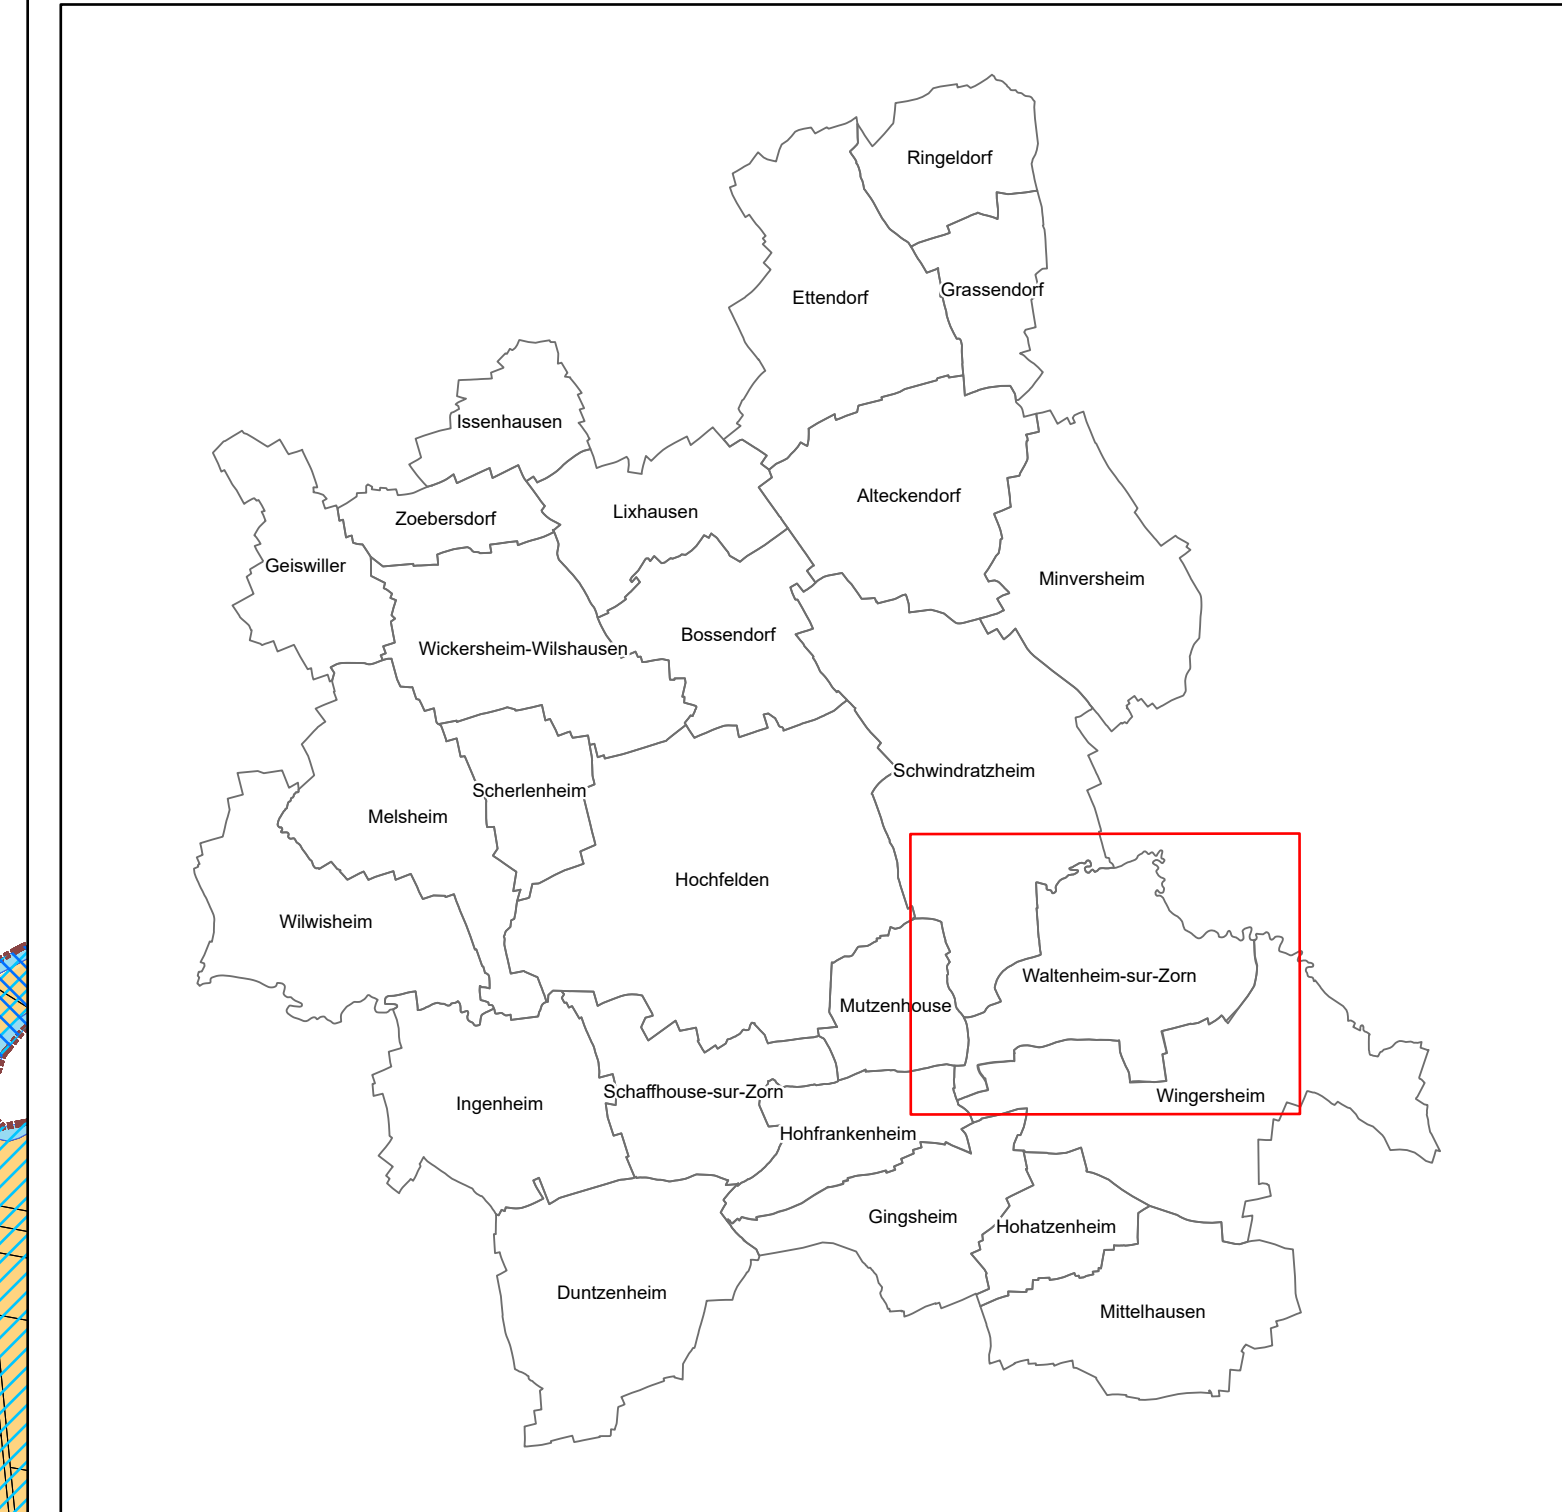 Ringeldorf
Grassendorf
Ettendorf
Issenhausen
Alteckendorf
Lixhausen
Zoebersdorf
Geiswiller
Minversheim
Bossendorf
Wickersheim-Wilshausen
Schwindratzheim
Scherlenheim
Melsheim
Hochfelden
Wilwisheim
Waltenheim-sur-Zorn
Mutzenhouse
Schaffhouse-sur-Zorn
Wingersheim
Ingenheim
Hohfrankenheim
Gingsheim
Hohatzenheim
Duntzenheim
Mittelhausen